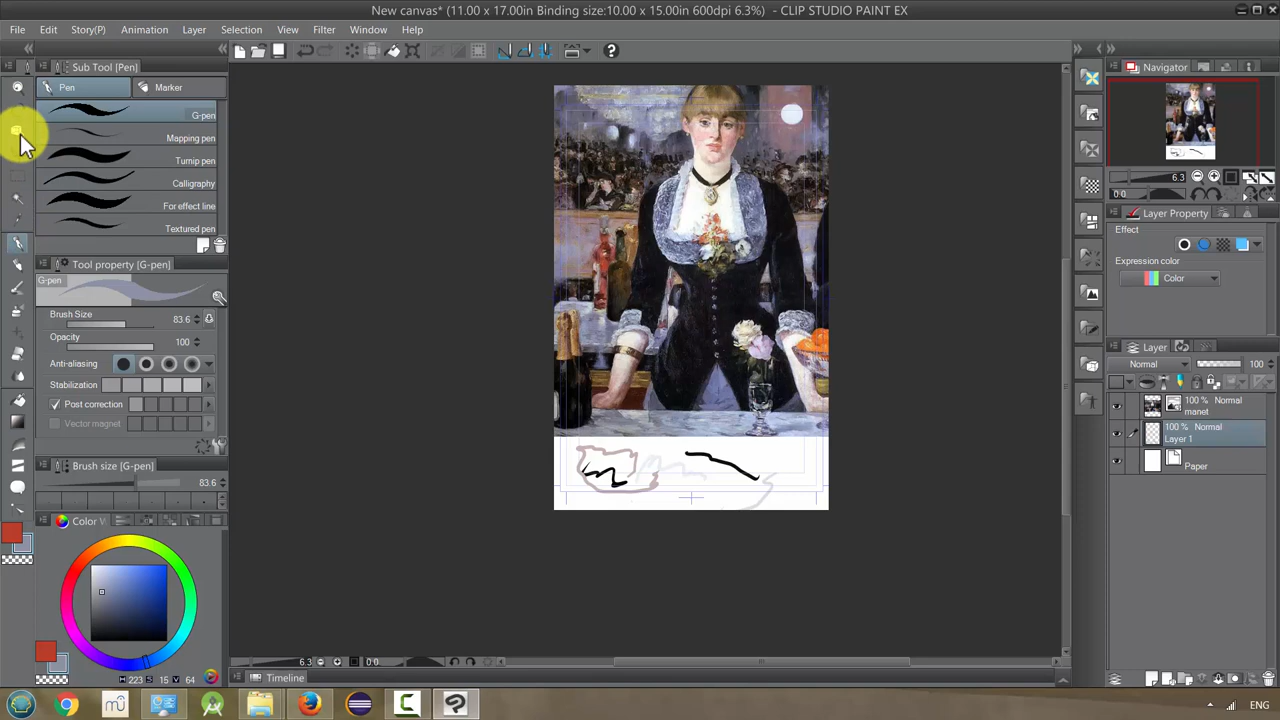 New canvas* (11.00 x 17.00in Binding size:10.00 x 15.00in 600dpi 6.3%) - CLIP STUDIO PAINT EX
File Edit Story(P) Animation Layer Selection View Filter Window Help
Sub Tool [Pen]
Pen Marker
G-pen
Mapping pen
Turnip pen
Calligraphy
For effect line
Textured pen
Tool property [G-pen]
G-pen
Brush Size 83.6
Opacity 100
Anti-aliasing
Stabilization
Post correction
Vector magnet
Brush size [G-pen]
83.6
Color
H 223 S 15 V 64
6.3 0.0
Timeline
Navigator
6.3
0.0
Layer Property
Effect
Expression color
Color
Layer
Normal 100
100 % Normal
manet
100 % Normal
Layer 1
Paper
ENG